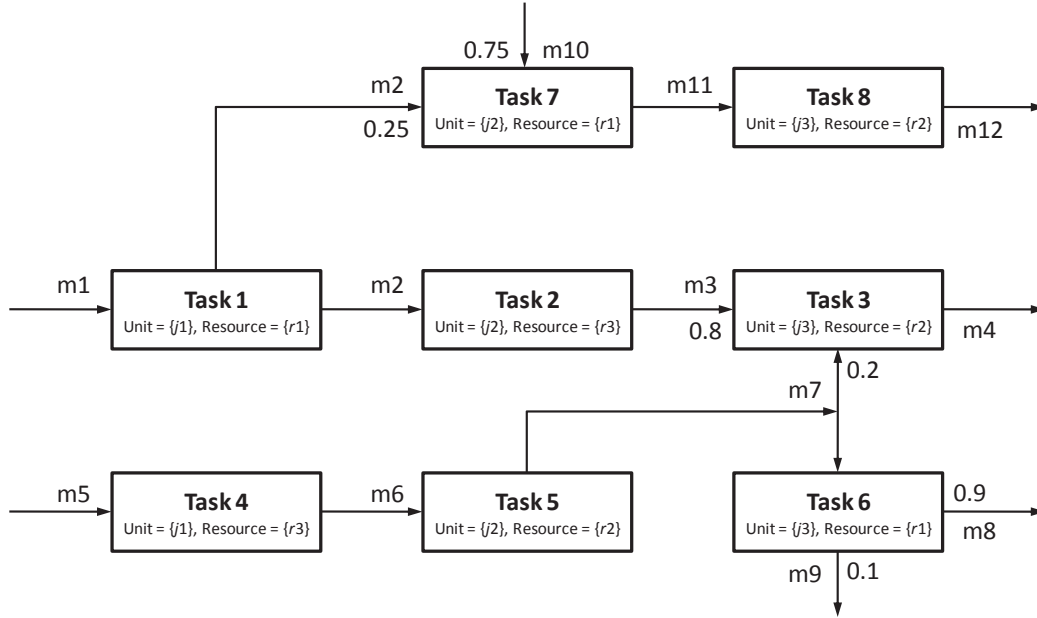 0.75 m10
m2
0.25
Task 7
Unit = {j2}, Resource = {r1}
m11
Task 8
Unit = {j3}, Resource = {r2}
m12
m1
Task 1
Unit = {j1}, Resource = {r1}
m2
Task 2
Unit = {j2}, Resource = {r3}
m3
0.8
Task 3
Unit = {j3}, Resource = {r2}
m4
0.2
m7
m5
Task 4
Unit = {j1}, Resource = {r3}
m6
Task 5
Unit = {j2}, Resource = {r2}
Task 6
Unit = {j3}, Resource = {r1}
0.9
m8
m9 0.1